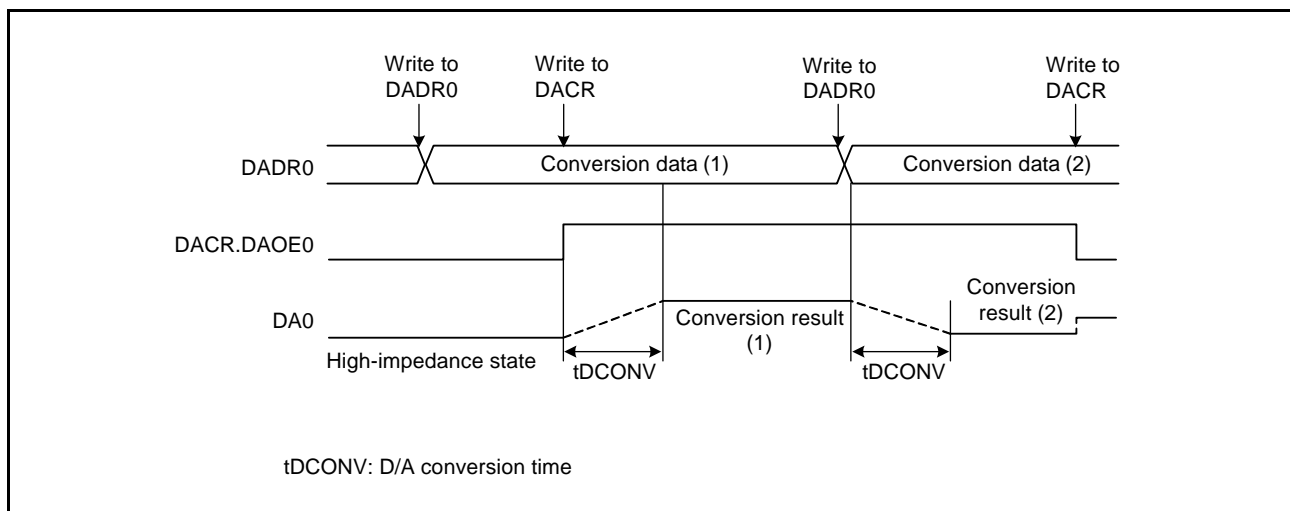 Write to
DADR0
Write to
DACR
Write to
DADR0
Write to
DACR
DADR0
Conversion data (1)
Conversion data (2)
DACR.DAOE0
DA0
High-impedance state
Conversion result
(1)
Conversion
result (2)
tDCONV
tDCONV
tDCONV: D/A conversion time